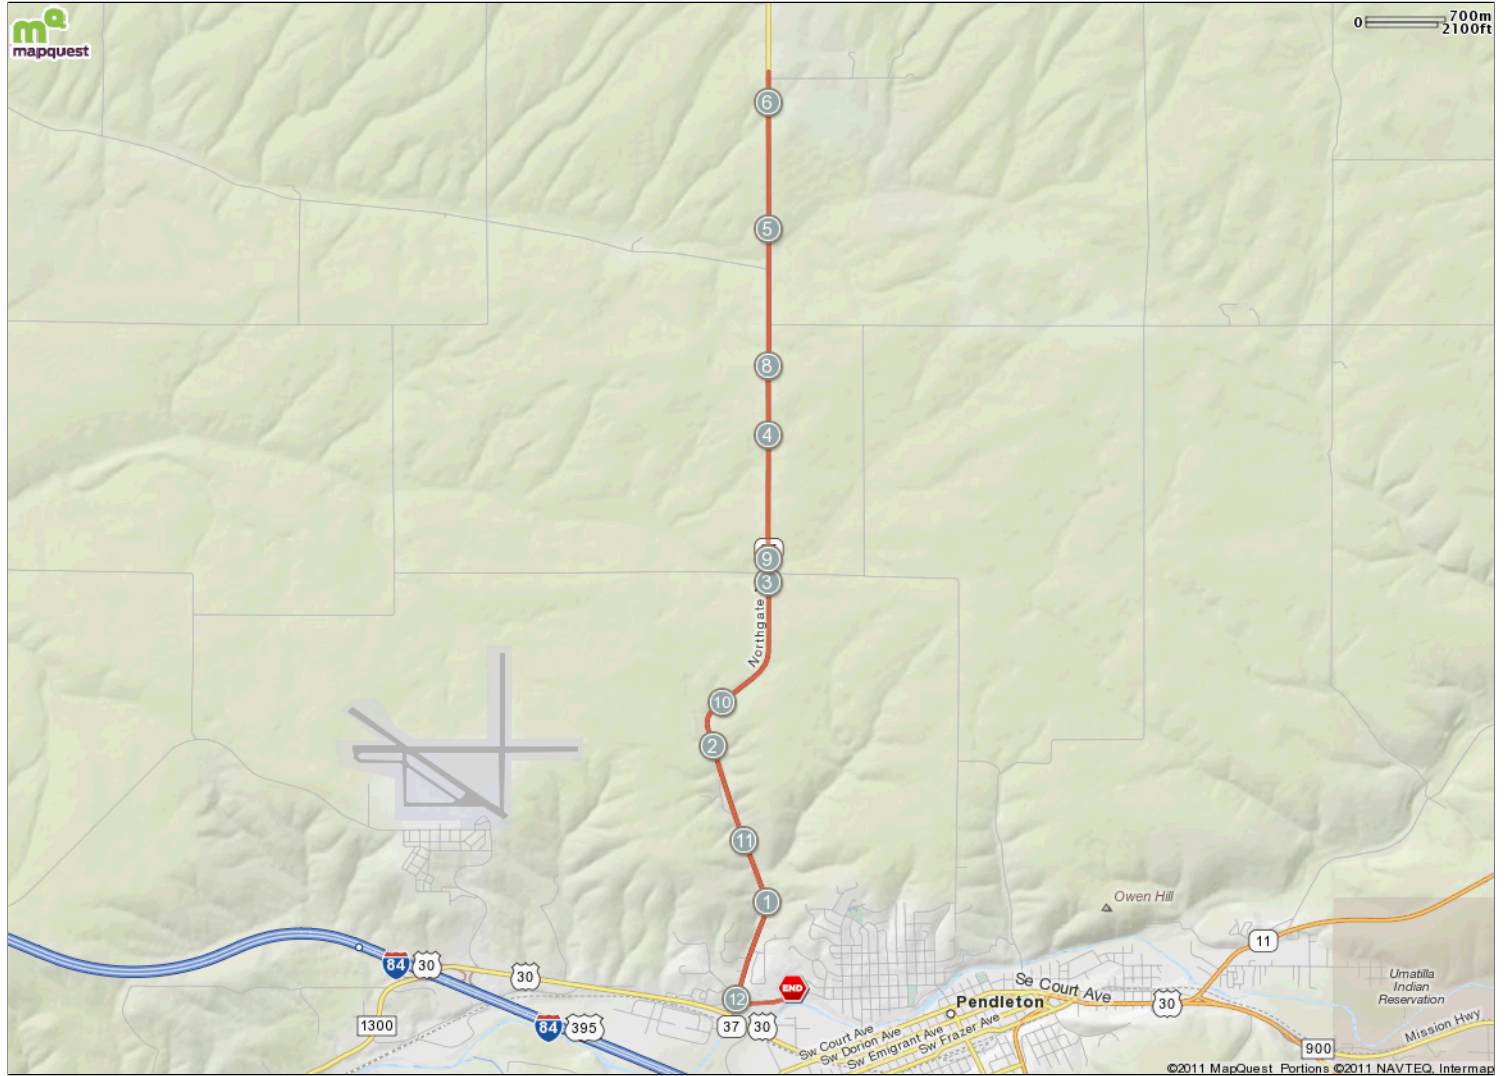 mapquest
0
700m
2100ft
6
5
8
4
9
3
Northgate
10
2
11
1
Owen Hill
11
84
30
30
END
Se Court Ave
Umatilla
Indian
Reservation
12
Pendleton
30
1300
84
395
37
30
Sw Court Ave
Sw Dorion Ave
Sw Emigrant Ave
Sw Frazer Ave
Mission Hwy
900
©2011 MapQuest Portions ©2011 NAVTEQ, Intermap